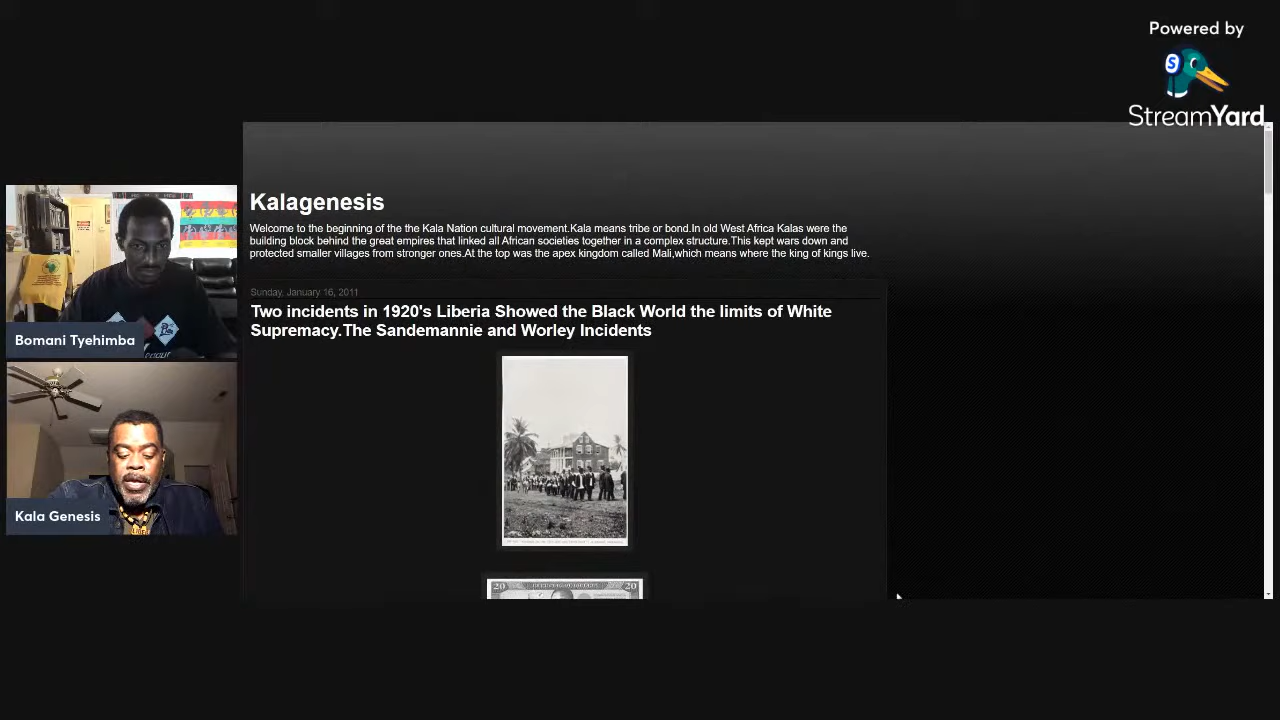 Powered by
StreamYard
Kalagenesis
Welcome to the beginning of the the Kala Nation cultural movement.Kala means tribe or bond.In old West Africa Kalas were the
building block behind the great empires that linked all African societies together in a complex structure.This kept wars down and
protected smaller villages from stronger ones.At the top was the apex kingdom called Mali,which means where the king of kings live.
Sunday, January 16, 2011
Two incidents in 1920's Liberia Showed the Black World the limits of White
Supremacy.The Sandemannie and Worley Incidents
20
20
Bomani Tyehimba
Kala Genesis